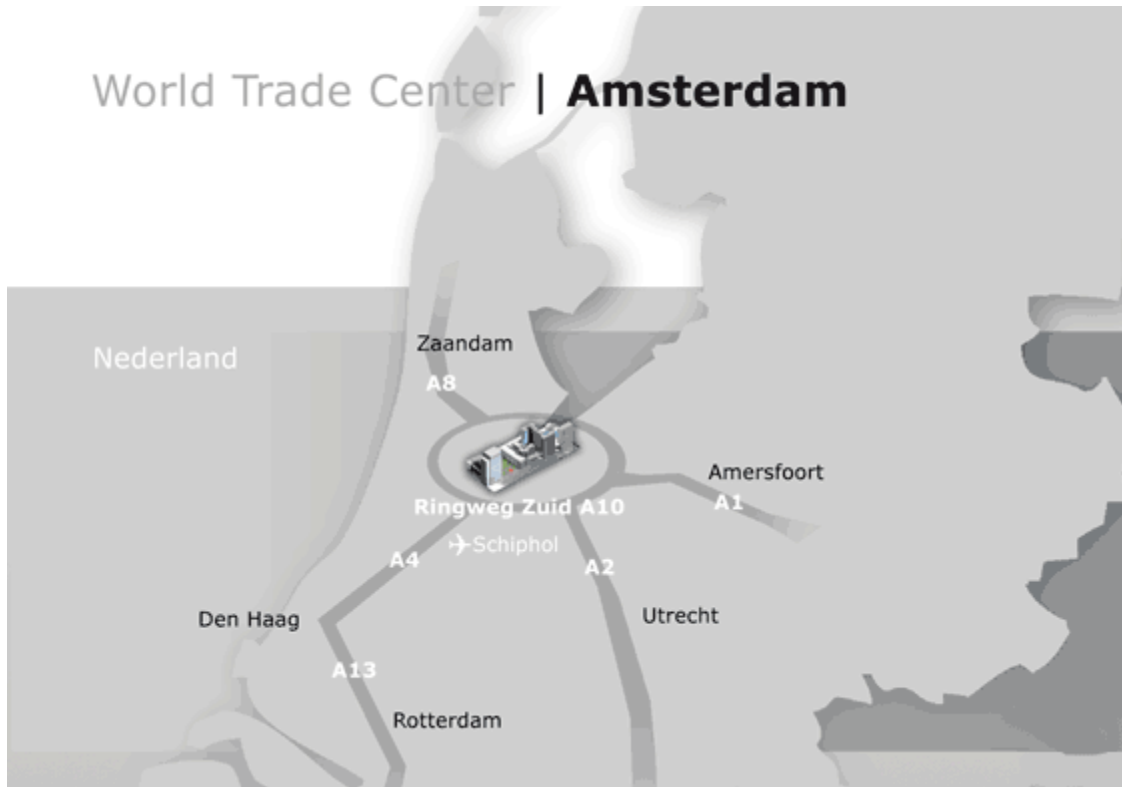 World Trade Center | Amsterdam
Nederland
Zaandam
A8
Amersfoort
A1
Ringweg Zuid A10
Schiphol
A4
A2
Den Haag
Utrecht
A13
Rotterdam